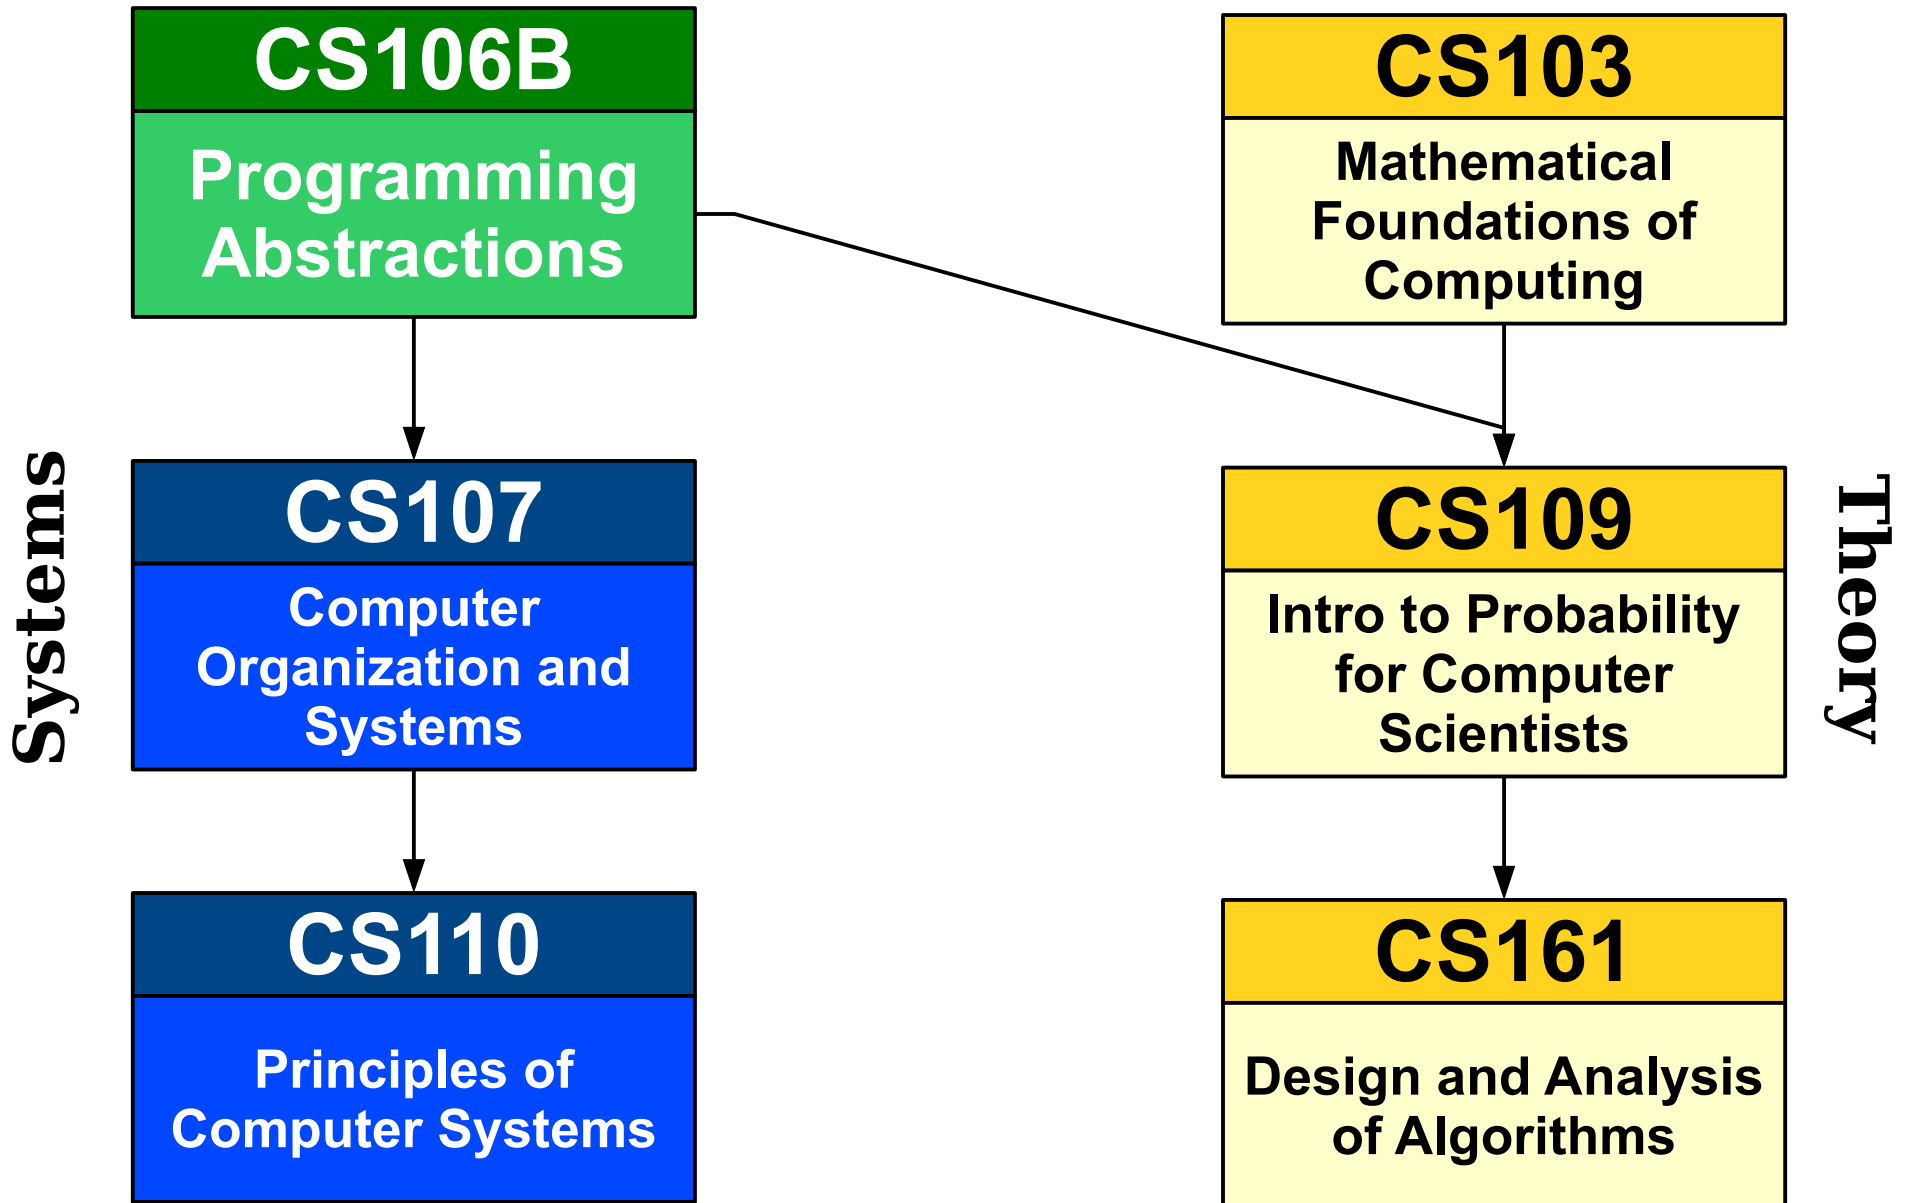 CS106B
Programming
Abstractions
CS103
Mathematical
Foundations of
Computing
Systems
CS107
Computer
Organization and
Systems
CS109
Intro to Probability
for Computer
Scientists
Theory
CS110
Principles of
Computer Systems
CS161
Design and Analysis
of Algorithms